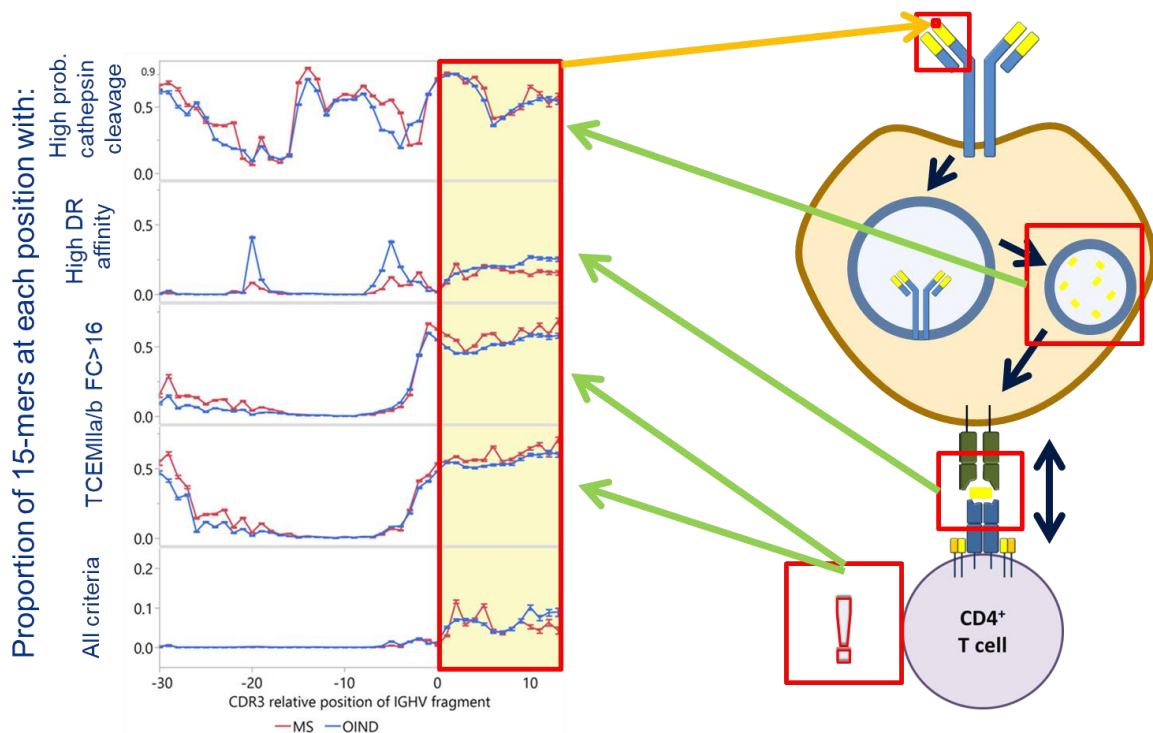 Proportion of 15-mers at each position with:
High prob.
cathepsin
cleavage
0.9
0.5
0.0
High DR
affinity
0.5
0.0
TCEMIIa/b FC>16
0.5
0.0
0.5
0.0
All criteria
0.2
0.1
0.0
-30 -20 -10 0 10
CDR3 relative position of IGHV fragment
MS OIND
CD4+
T cell
!